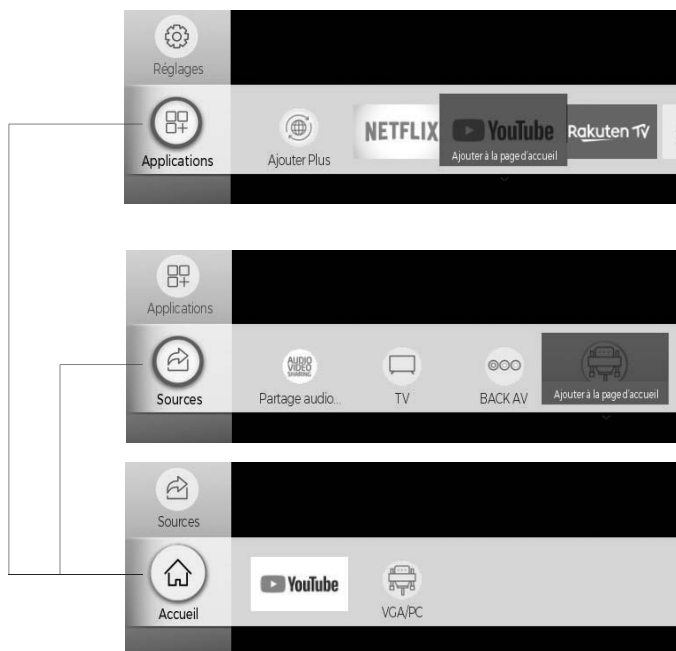 Réglages
NETFLIX
YouTube
Rakuten TV
Applications
Ajouter Plus
Ajouter à la page d'accueil
Applications
AUDIO
VIDEO
SHARING
Sources
Partage audio...
TV
BACK AV
Ajouter à la page d'accueil
Sources
YouTube
Accueil
VGA/PC